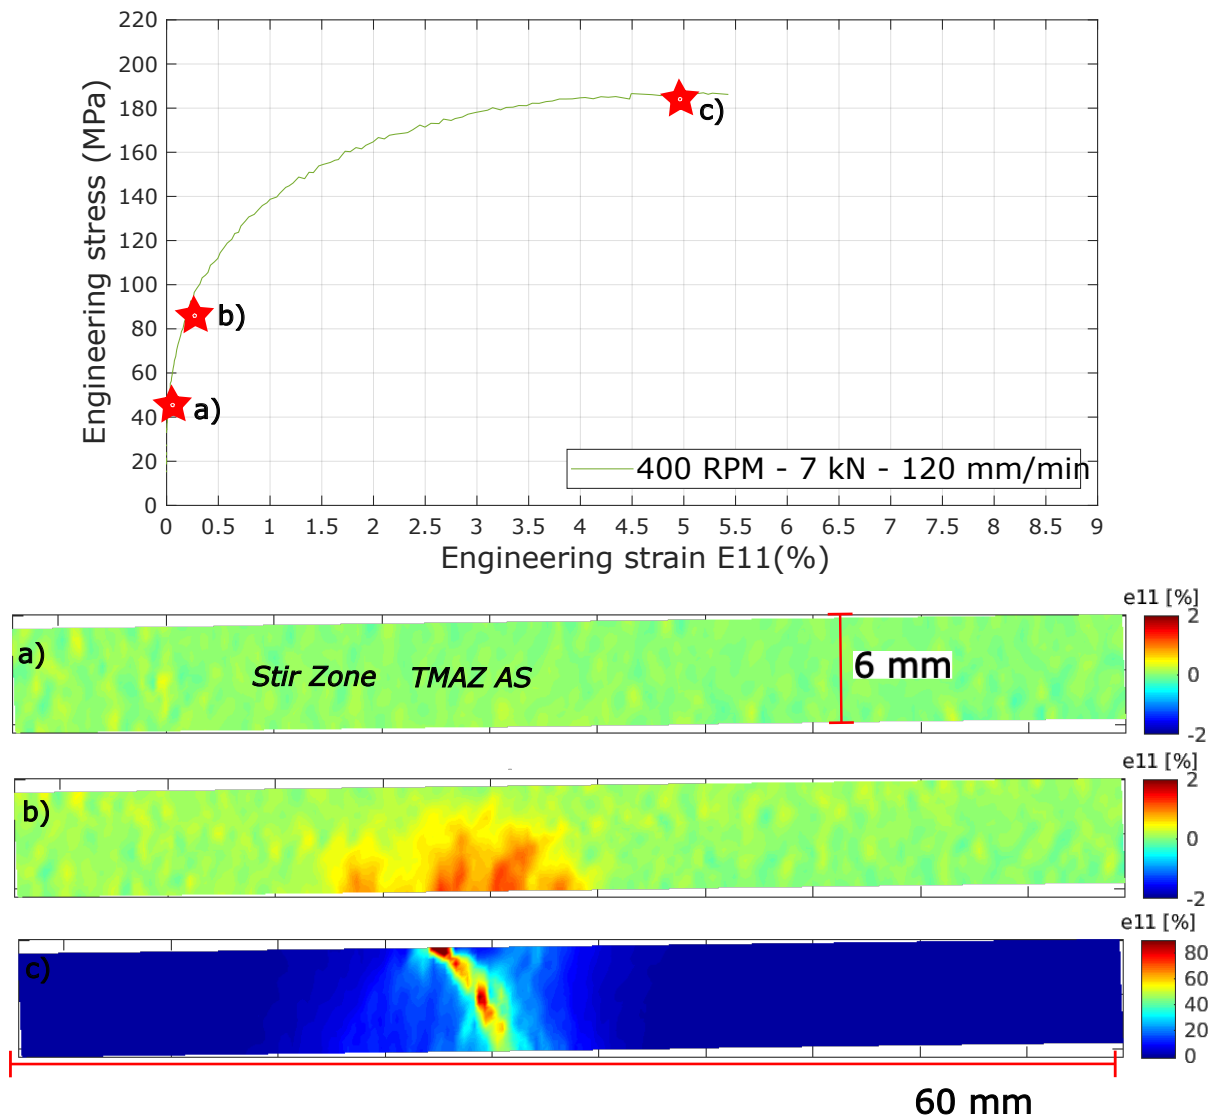 220
200
180
160
140
120
100
80
60
40
20
0
Engineering stress (MPa)
c)
b)
a)
400 RPM - 7 kN - 120 mm/min
0 0.5 1 1.5 2 2.5 3 3.5 4 4.5 5 5.5 6 6.5 7 7.5 8 8.5 9
Engineering strain E11(%)
e11 [%]
a)
Stir Zone TMAZ AS
6 mm
2
0
-2
e11 [%]
b)
2
0
-2
e11 [%]
c)
80
60
40
20
0
60 mm